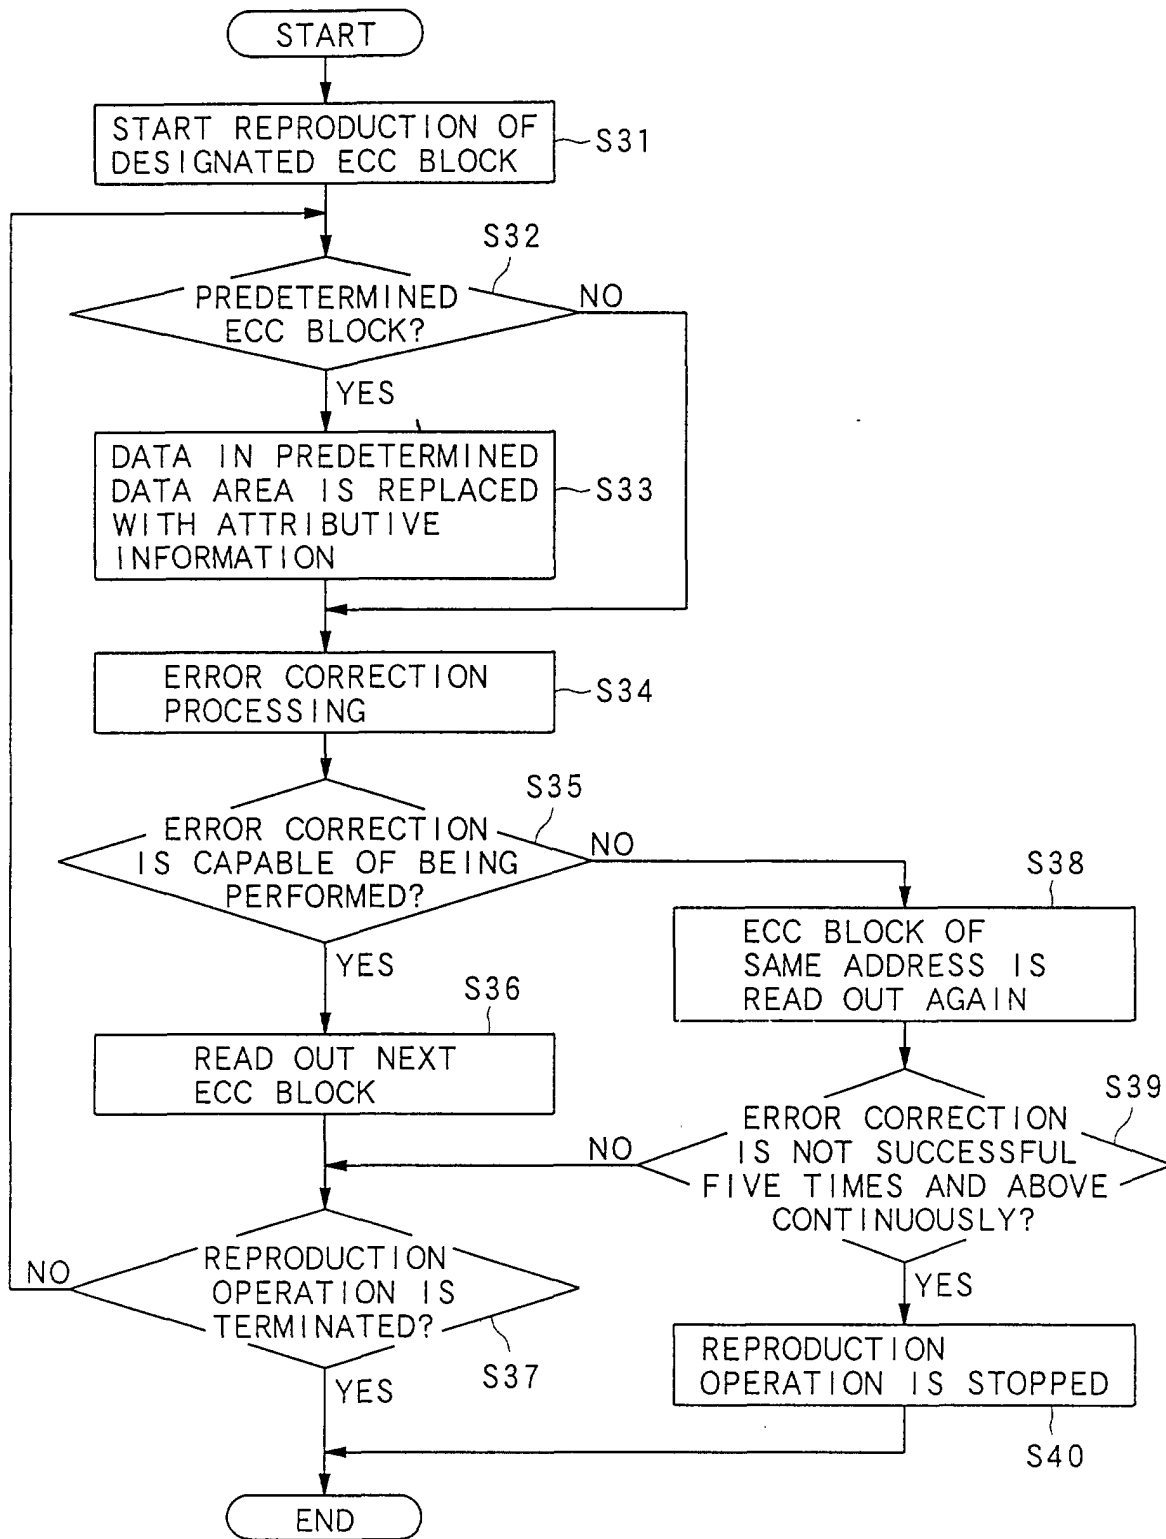 START
START REPRODUCTION OF
DESIGNATED ECC BLOCK
S31
S32
PREDETERMINED
ECC BLOCK?
NO
YES
DATA IN PREDETERMINED
DATA AREA IS REPLACED
WITH ATTRIBUTIVE
INFORMATION
S33
ERROR CORRECTION
PROCESSING
S34
S35
ERROR CORRECTION
IS CAPABLE OF BEING
PERFORMED?
NO
YES
S38
ECC BLOCK OF
SAME ADDRESS IS
READ OUT AGAIN
S36
READ OUT NEXT
ECC BLOCK
S39
ERROR CORRECTION
IS NOT SUCCESSFUL
FIVE TIMES AND ABOVE
CONTINUOUSLY?
NO
YES
REPRODUCTION
OPERATION IS
TERMINATED?
NO
S37
YES
REPRODUCTION
OPERATION IS STOPPED
S40
END